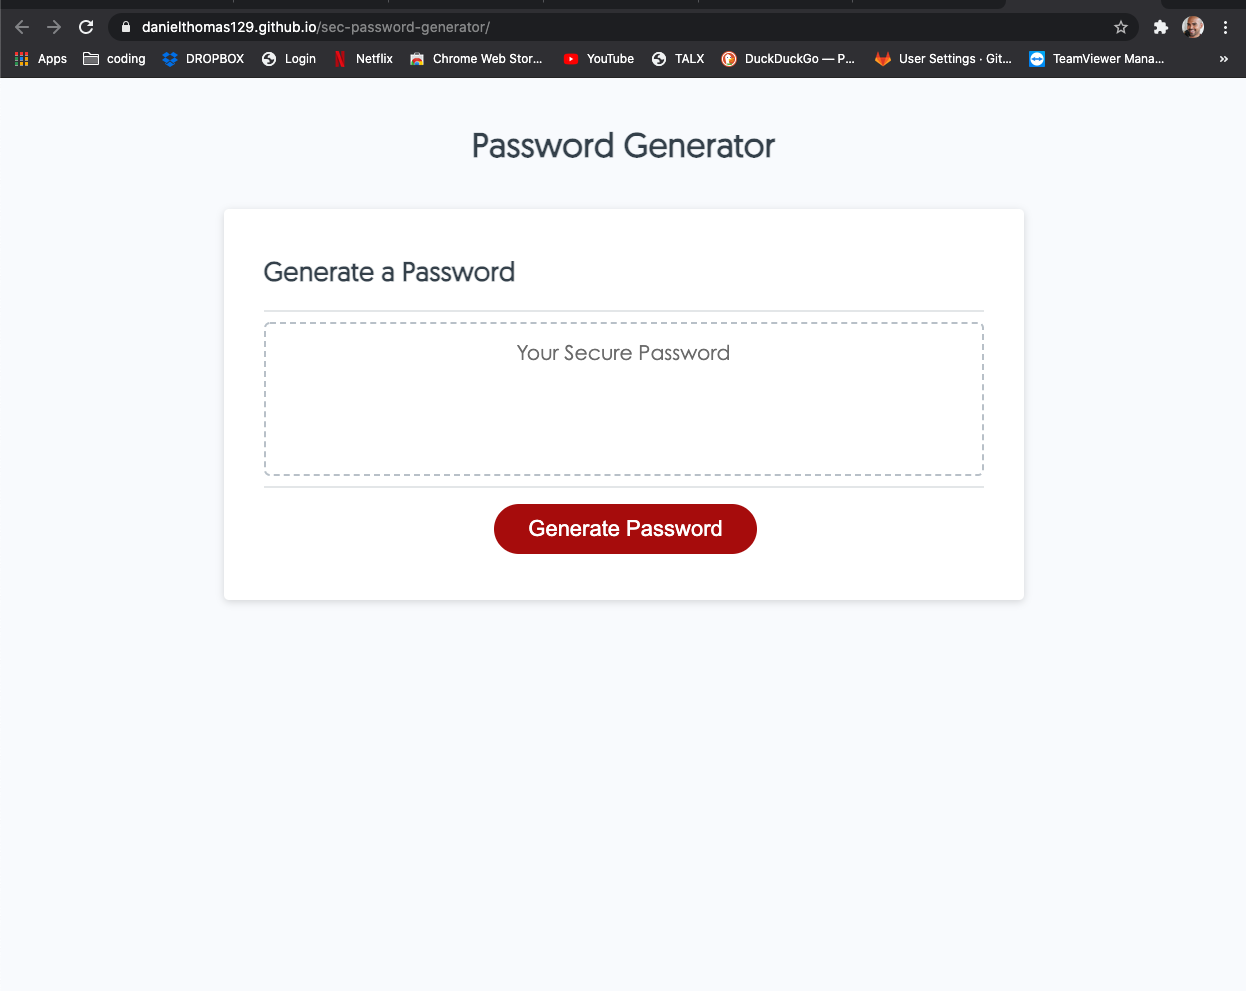 danielthomas129.github.io/sec-password-generator/
Apps coding DROPBOX Login Netflix Chrome Web Stor... YouTube TALX DuckDuckGo — P... User Settings · Git... TeamViewer Mana... »
Password Generator
Generate a Password
Your Secure Password
Generate Password